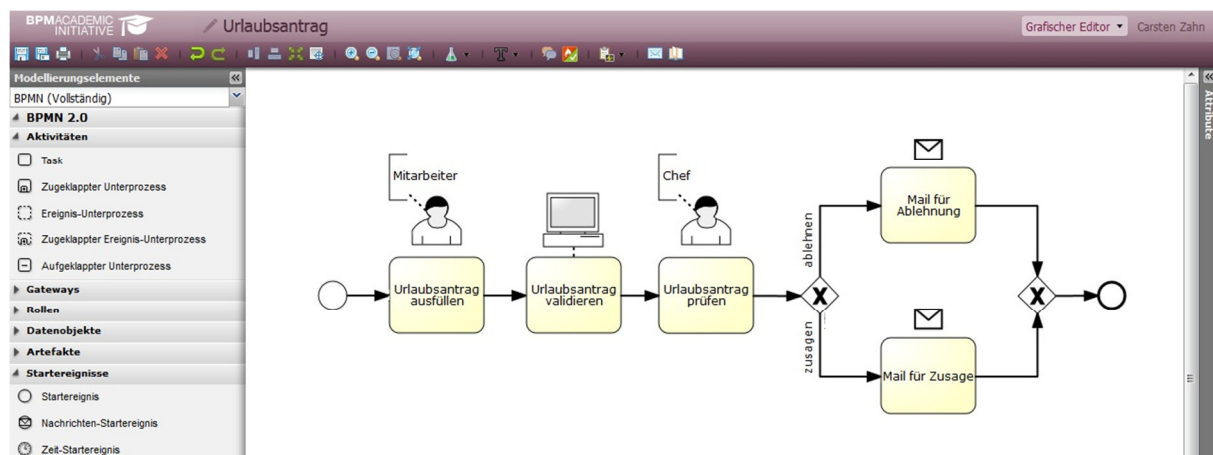 BPMACADEMIC
INITIATIVE
Urlaubsantrag
Grafischer Editor
Carsten Zahn
Modellierungselemente
BPMN (Vollständig)
BPMN 2.0
Aktivitäten
Task
Zugeklappter Unterprozess
Ereignis-Unterprozess
Zugeklappter Ereignis-Unterprozess
Aufgeklappter Unterprozess
Gateways
Rollen
Datenobjekte
Artefakte
Startereignisse
Startereignis
Nachrichten-Startereignis
Zeit-Startereignis
Mitarbeiter
Chef
Urlaubsantrag
ausfüllen
Urlaubsantrag
validieren
Urlaubsantrag
prüfen
ablehnen
zusagen
X
Mail für
Ablehnung
Mail für Zusage
X
Attribute